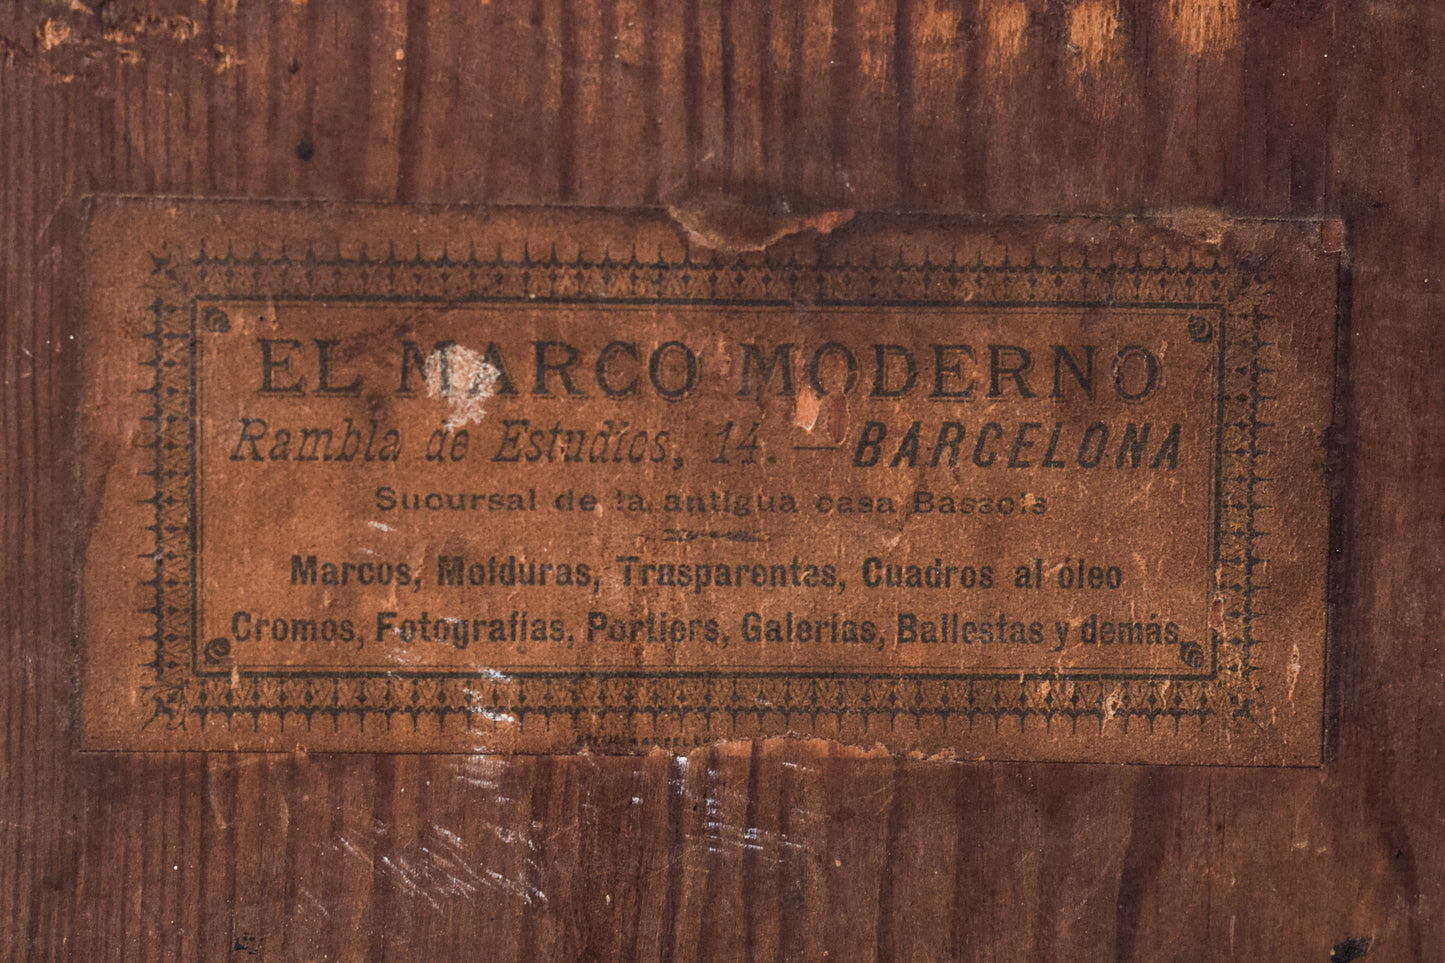 EL MARCO MODERNO
Rambla de Estudios, 14. — BARCELONA
Sucursal de la antigua casa Bassols
Marcos, Molduras, Trasparentes, Cuadros al óleo
Cromos, Fotografías, Portiers, Galerías, Ballestas y demás